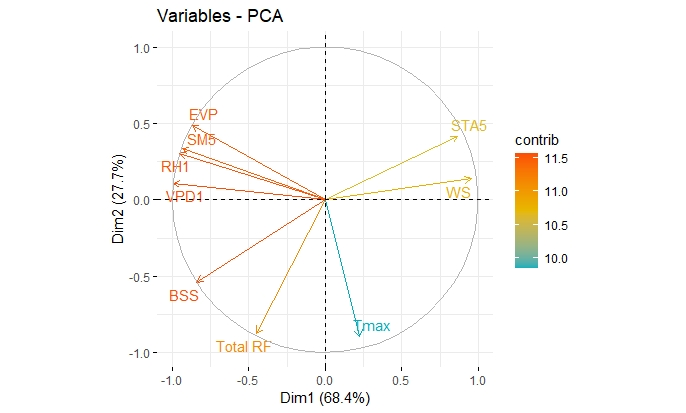 Variables - PCA
1.0
0.5
0.0
-0.5
-1.0
Dim2 (27.7%)
EVP
SM5
RH1
VPD1
BSS
Total RF
Tmax
STA5
WS
-1.0
-0.5
0.0
0.5
1.0
Dim1 (68.4%)
contrib
11.5
11.0
10.5
10.0